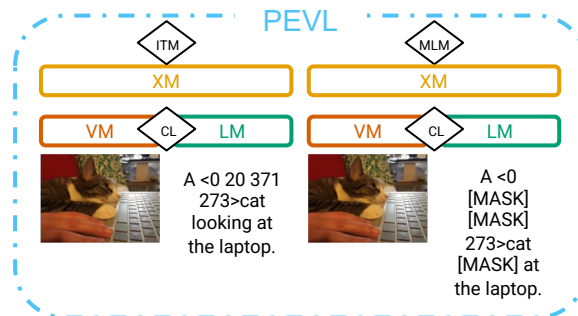 PEVL
ITM
MLM
XM
XM
VM
CL
LM
VM
CL
LM
A <0 20 371
273>cat
looking at
the laptop.
A <0
[MASK]
[MASK]
273>cat
[MASK] at
the laptop.